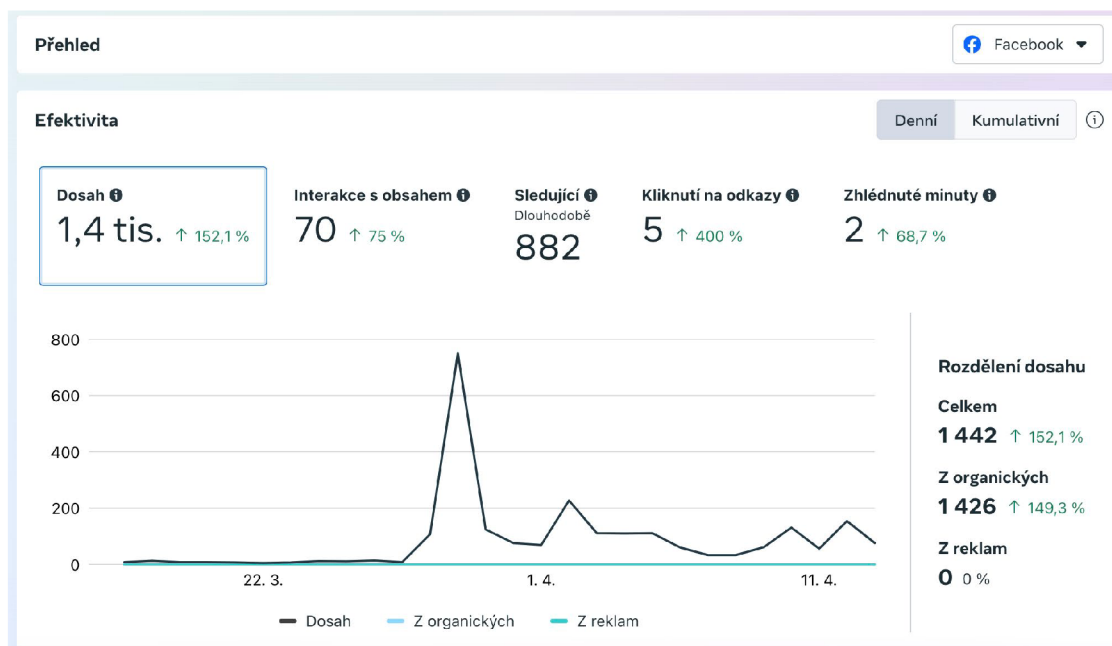 Přehled
Facebook
Efektivita
Denní
Kumulativní
Dosah
1,4 tis. ↑ 152,1 %
Interakce s obsahem
70 ↑ 75 %
Sledující
Dlouhodobě
882
Kliknutí na odkazy
5 ↑ 400 %
Zhlédnuté minuty
2 ↑ 68,7 %
800
600
400
200
0
22. 3.
1. 4.
11. 4.
Dosah
Z organických
Z reklam
Rozdělení dosahu
Celkem
1 442 ↑ 152,1 %
Z organických
1 426 ↑ 149,3 %
Z reklam
0 0 %